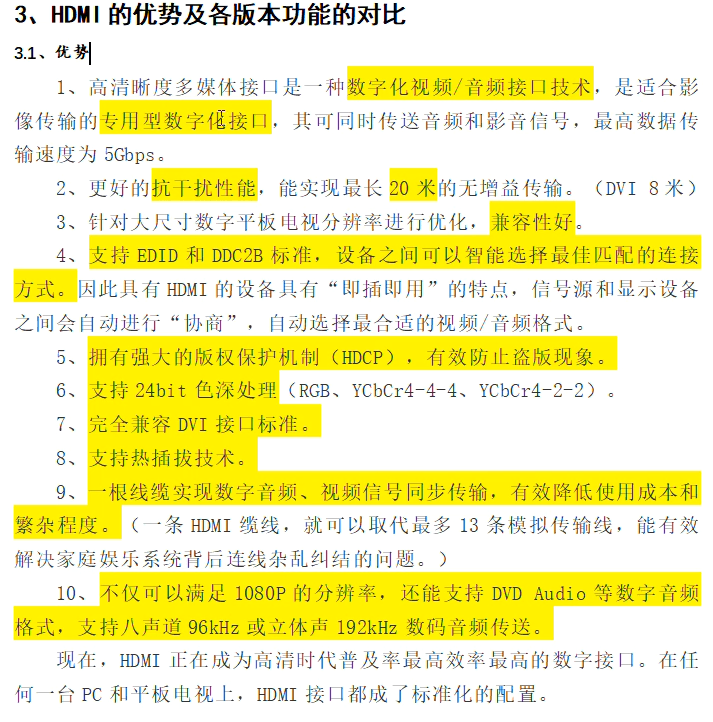 3、HDMI 的优势及各版本功能的对比
3.1、优势
1、高清晰度多媒体接口是一种数字化视频/音频接口技术，是适合影
像传输的专用型数字化接口，其可同时传送音频和影音信号，最高数据传
输速度为 5Gbps。
2、更好的抗干扰性能，能实现最长 20 米的无增益传输。（DVI 8 米）
3、针对大尺寸数字平板电视分辨率进行优化，兼容性好。
4、支持 EDID 和 DDC2B 标准，设备之间可以智能选择最佳匹配的连接
方式。因此具有 HDMI 的设备具有“即插即用”的特点，信号源和显示设备
之间会自动进行“协商”，自动选择最合适的视频/音频格式。
5、拥有强大的版权保护机制（HDCP），有效防止盗版现象。
6、支持 24bit 色深处理（RGB、YCbCr4-4-4、YCbCr4-2-2）。
7、完全兼容 DVI 接口标准。
8、支持热插拔技术。
9、一根线缆实现数字音频、视频信号同步传输，有效降低使用成本和
繁杂程度。（一条 HDMI 缆线，就可以取代最多 13 条模拟传输线，能有效
解决家庭娱乐系统背后连线杂乱纠结的问题。）
10、不仅可以满足 1080P 的分辨率，还能支持 DVD Audio 等数字音频
格式，支持八声道 96kHz 或立体声 192kHz 数码音频传送。
现在，HDMI 正在成为高清时代普及率最高效率最高的数字接口。在任
何一台 PC 和平板电视上，HDMI 接口都成了标准化的配置。